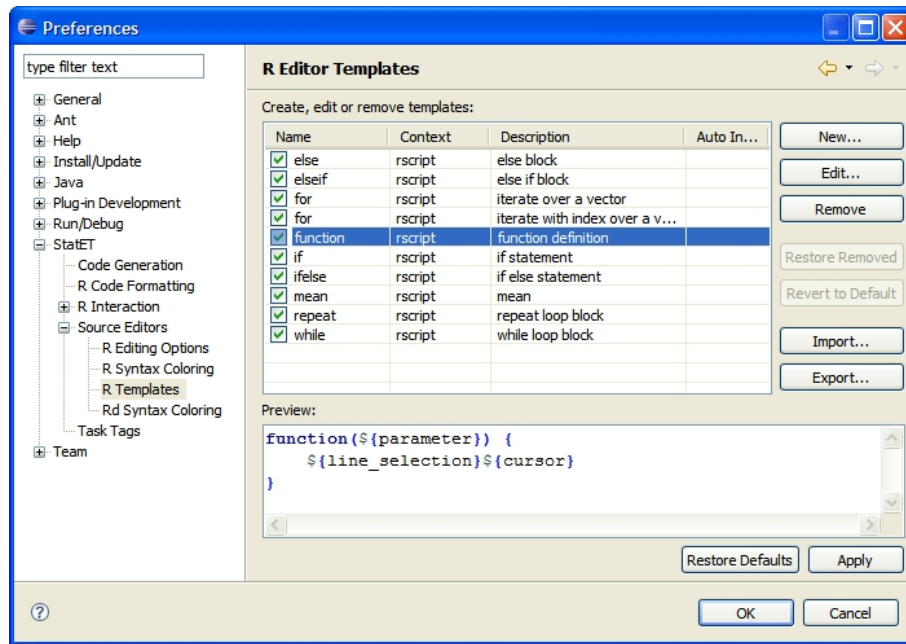 Preferences
type filter text
General
Ant
Help
Install/Update
Java
Plug-in Development
Run/Debug
StatET
Code Generation
R Code Formatting
R Interaction
Source Editors
R Editing Options
R Syntax Coloring
R Templates
Rd Syntax Coloring
Task Tags
Team
R Editor Templates
Create, edit or remove templates:
Name Context Description Auto In...
else rscript else block
elseif rscript else if block
for rscript iterate over a vector
for rscript iterate with index over a v...
function rscript function definition
if rscript if statement
ifelse rscript if else statement
mean rscript mean
repeat rscript repeat loop block
while rscript while loop block
New...
Edit...
Remove
Restore Removed
Revert to Default
Import...
Export...
Preview:
function(${parameter}) {
${line_selection}${cursor}
}
Restore Defaults Apply
? OK Cancel